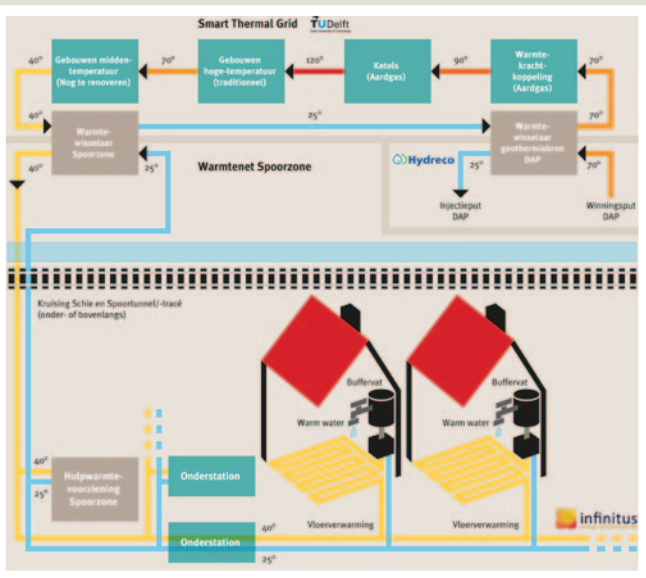 Smart Thermal Grid
TU Delft
40°
Gebouwen midden-
temperatuur
(Nog te renoveren)
70°
Gebouwen
hoge-temperatuur
(traditioneel)
120°
Ketels
(Aardgas)
90°
Warmte-
kracht-
koppeling
(Aardgas)
70°
40°
Warmte-
wisselaar
Spoorzone
25°
Warmte-
wisselaar
geothermiebron
DAP
70°
40°
25°
Warmtenet Spoorzone
Hydreco
25°
70°
Injectieput
DAP
Winningsput
DAP
Kruising Schie en Spoortunnel/-tracé
(onder- of bovenlangs)
Buffervat
Warm water
Buffervat
Warm water
40°
25°
Hulpwarmte-
voorziening
Spoorzone
Onderstation
Vloerverwarming
Vloerverwarming
infinitus
Onderstation
40°
25°